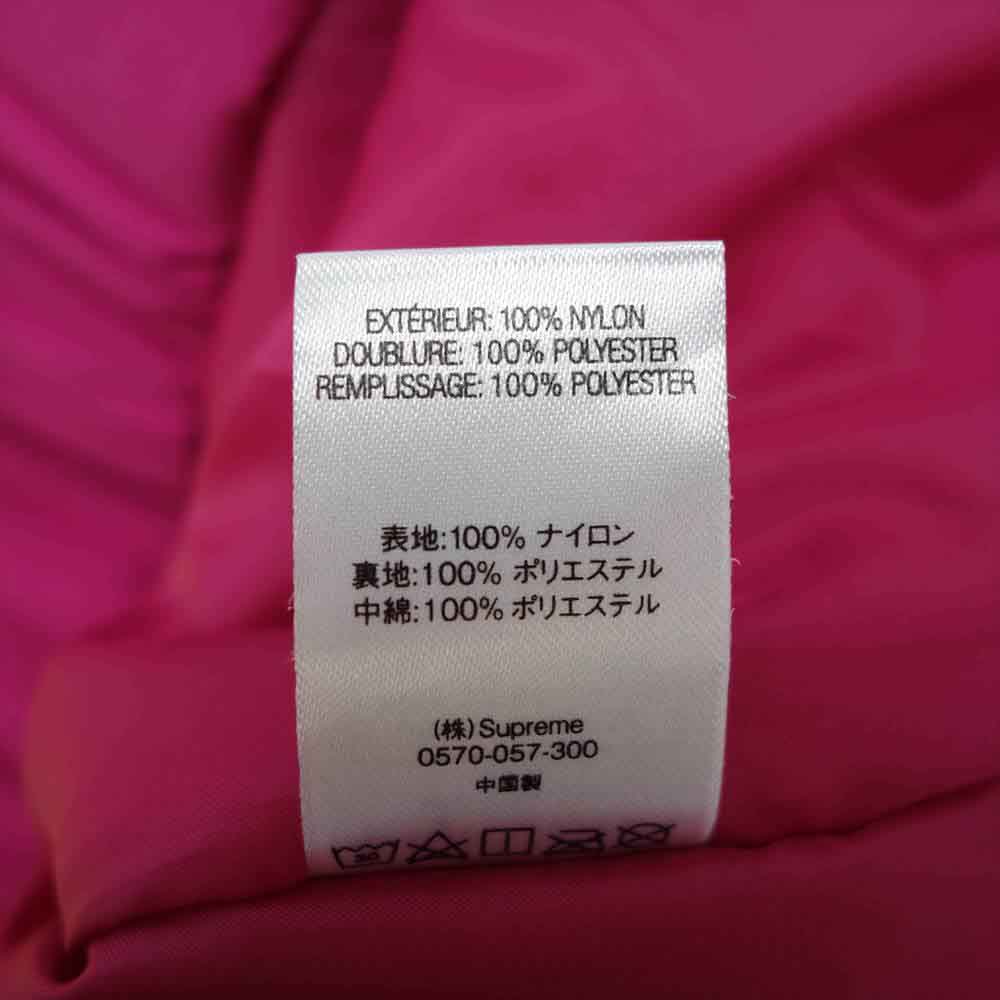 EXTÉRIEUR: 100% NYLON
DOUBLURE: 100% POLYESTER
REMPLISSAGE: 100% POLYESTER
表地:100% ナイロン
裏地:100% ポリエステル
中綿:100% ポリエステル
(株)Supreme
0570-057-300
中国製
30